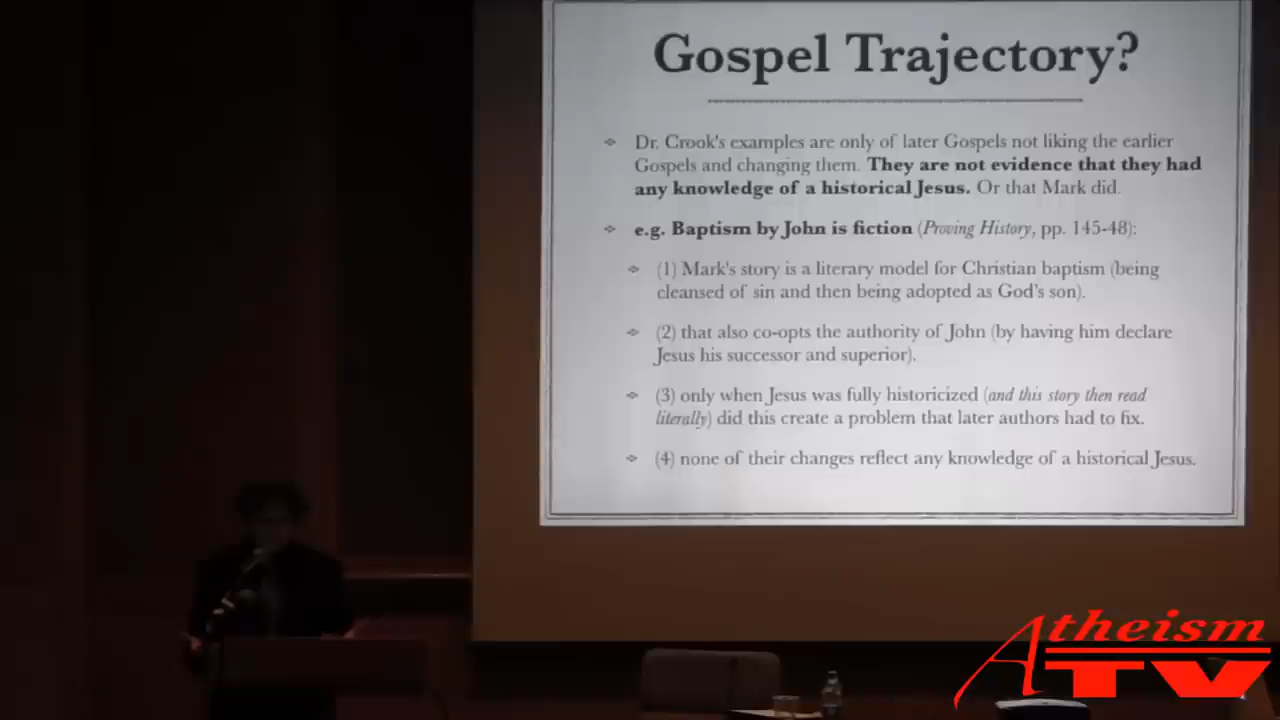 Gospel Trajectory?
Dr. Crook's examples are only of later Gospels not liking the earlier
Gospels and changing them. They are not evidence that they had
any knowledge of a historical Jesus. Or that Mark did.
e.g. Baptism by John is fiction (Proving History, pp. 145-48):
(1) Mark's story is a literary model for Christian baptism (being
cleansed of sin and then being adopted as God's son).
(2) that also co-opts the authority of John (by having him declare
Jesus his successor and superior).
(3) only when Jesus was fully historicized (and this story then read
literally) did this create a problem that later authors had to fix.
(4) none of their changes reflect any knowledge of a historical Jesus.
Atheism
TV